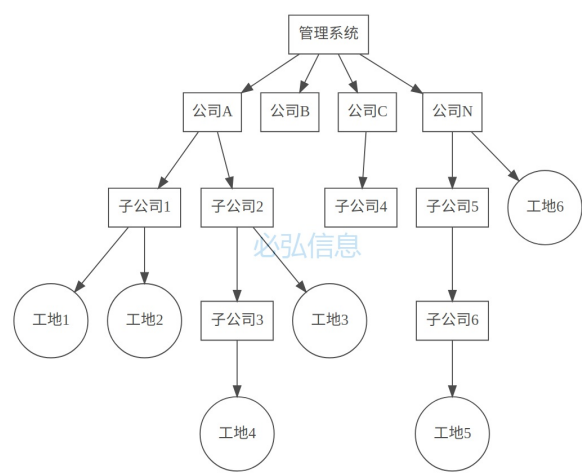 管理系统
公司A
公司B
公司C
公司N
子公司1
子公司2
子公司4
子公司5
工地6
必弘信息
工地1
工地2
子公司3
工地3
子公司6
工地4
工地5